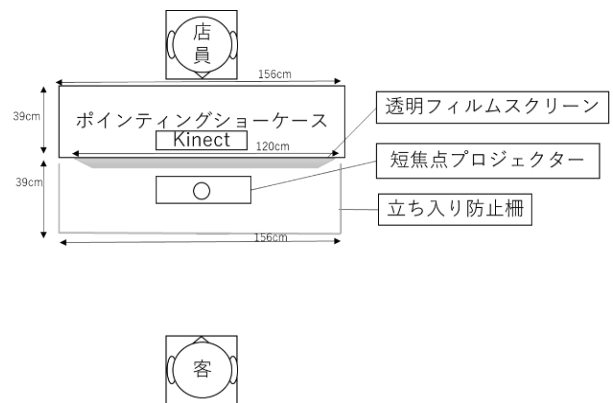 店
員
156cm
39cm
ポインティングショーケース
Kinect
120cm
透明フィルムスクリーン
短焦点プロジェクター
39cm
立ち入り防止柵
156cm
客